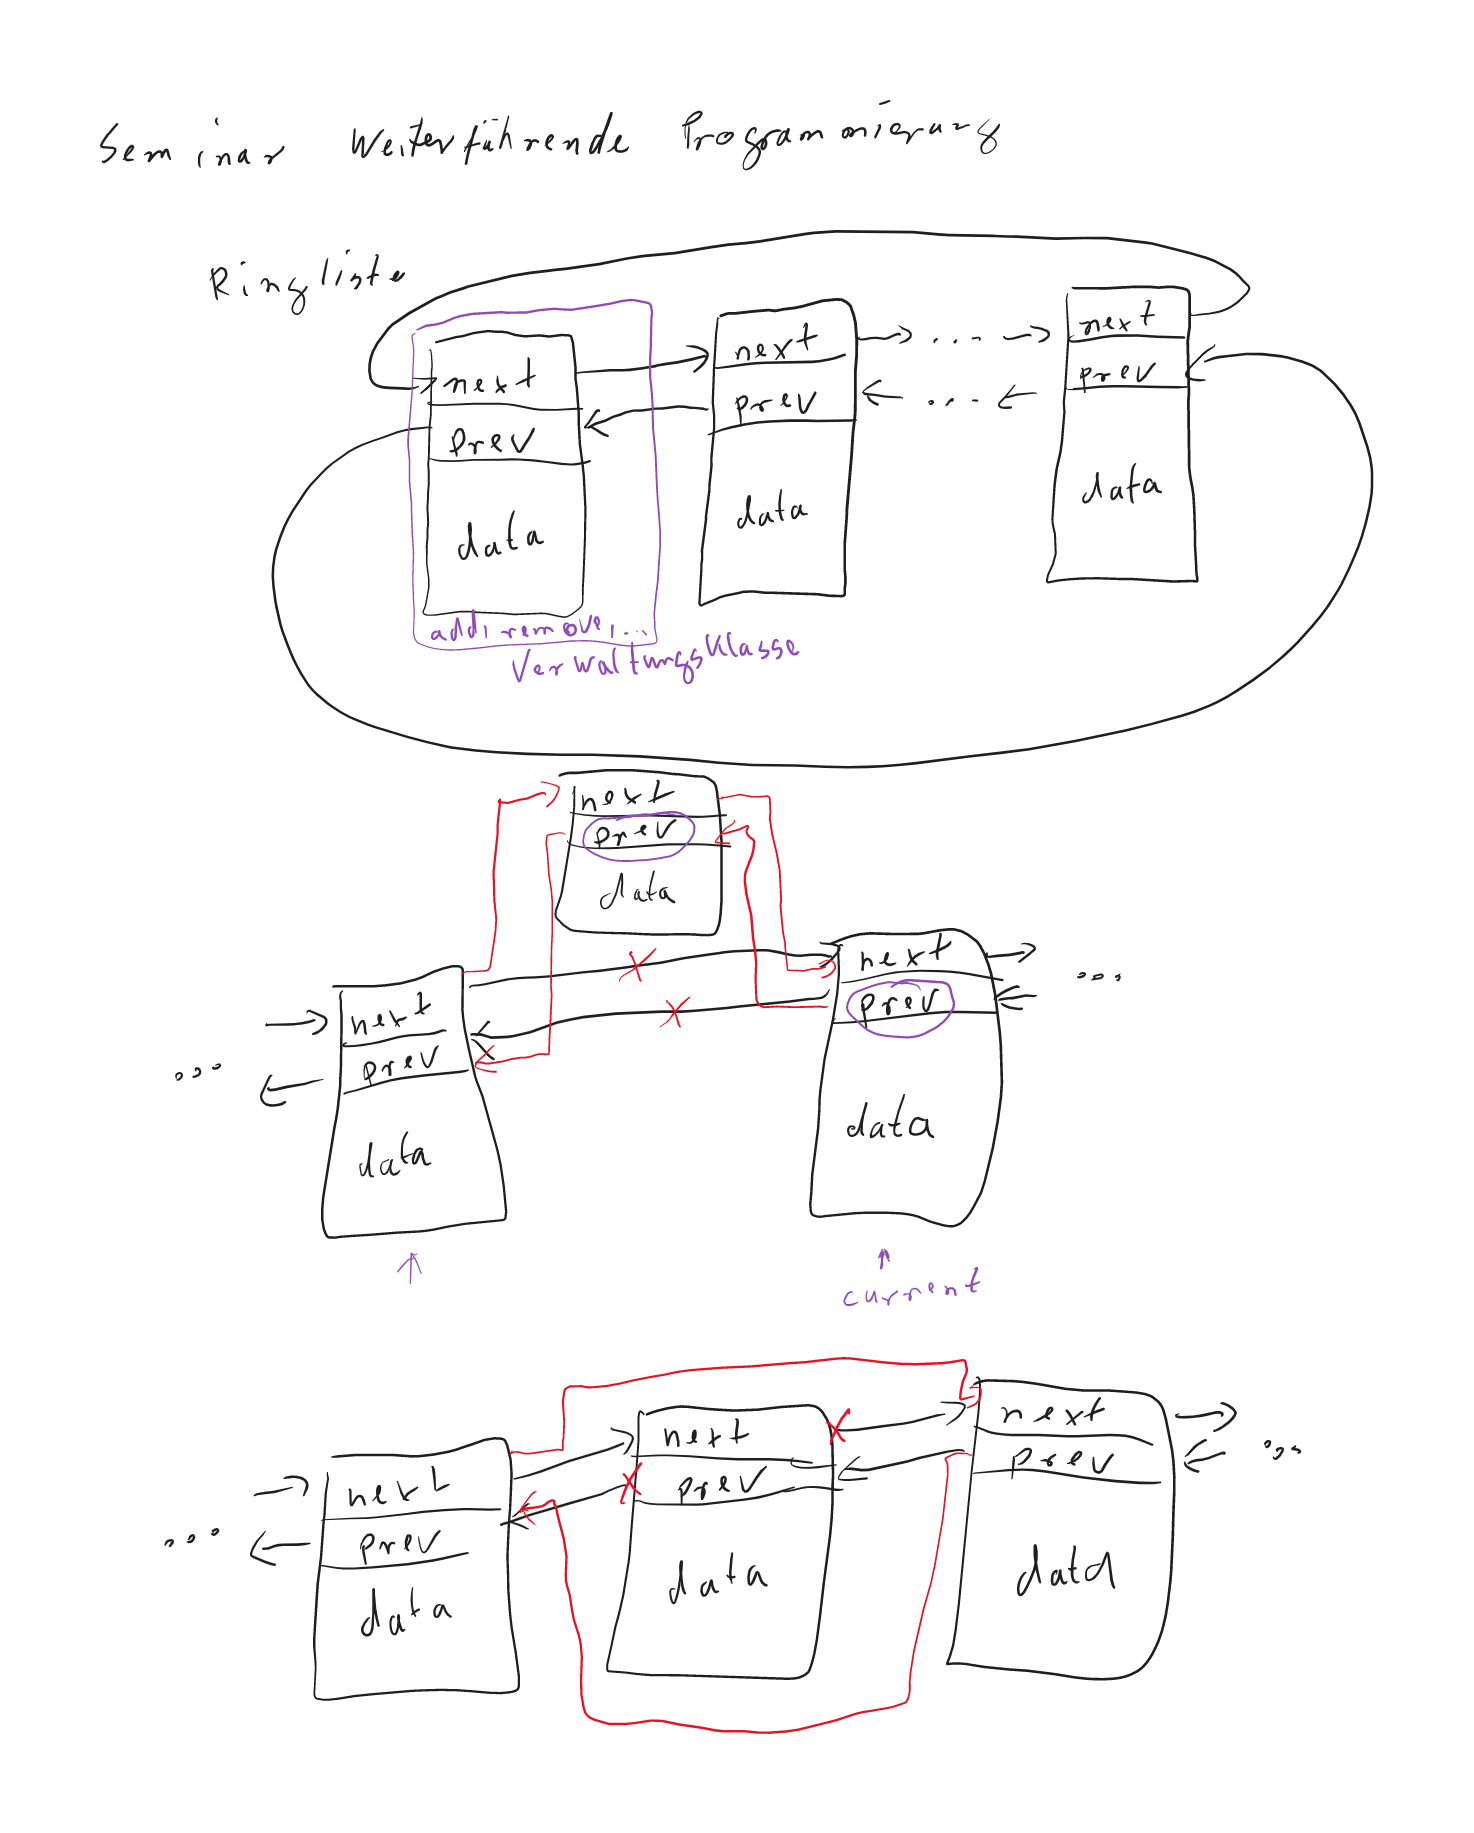 Seminar Weiterführende Programmierung
Ringliste
next next ... next
prev prev ... prev
data data data
add, remove, ...
Verwaltungsklasse
next
prev
data
next next
prev prev ...
...
data data
current
next next next
prev prev prev ...
...
data data data